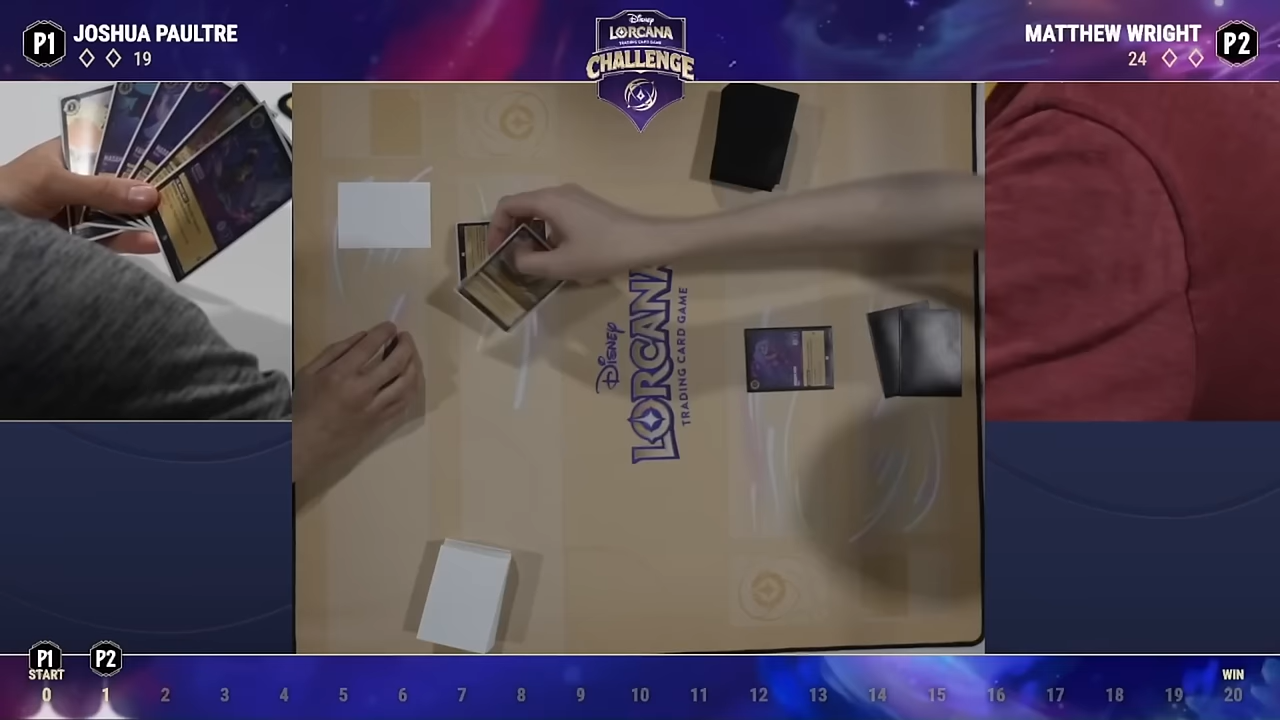 P1
JOSHUA PAULTRE
19
Disney
LORCANA
TRADING CARD GAME
CHALLENGE
MATTHEW WRIGHT
24
P2
Disney
LORCANA
TRADING CARD GAME
P1
START
P2
WIN
0 1 2 3 4 5 6 7 8 9 10 11 12 13 14 15 16 17 18 19 20